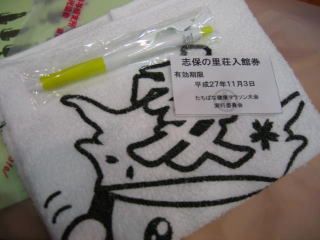 志保の里荘入館券
有効期限
平成27年11月3日
たちばな健康マラソン大会
実行委員会